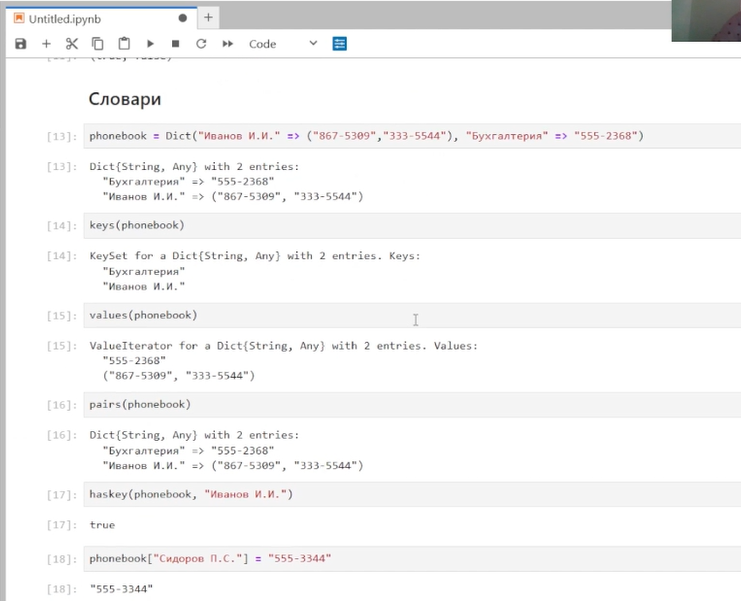 Untitled.ipynb
Code
Словари
[13]: phonebook = Dict("Иванов И.И." => ("867-5309","333-5544"), "Бухгалтерия" => "555-2368")
[13]: Dict{String, Any} with 2 entries:
"Бухгалтерия" => "555-2368"
"Иванов И.И." => ("867-5309", "333-5544")
[14]: keys(phonebook)
[14]: KeySet for a Dict{String, Any} with 2 entries. Keys:
"Бухгалтерия"
"Иванов И.И."
[15]: values(phonebook)
[15]: ValueIterator for a Dict{String, Any} with 2 entries. Values:
"555-2368"
("867-5309", "333-5544")
[16]: pairs(phonebook)
[16]: Dict{String, Any} with 2 entries:
"Бухгалтерия" => "555-2368"
"Иванов И.И." => ("867-5309", "333-5544")
[17]: haskey(phonebook, "Иванов И.И.")
[17]: true
[18]: phonebook["Сидоров П.С."] = "555-3344"
[18]: "555-3344"